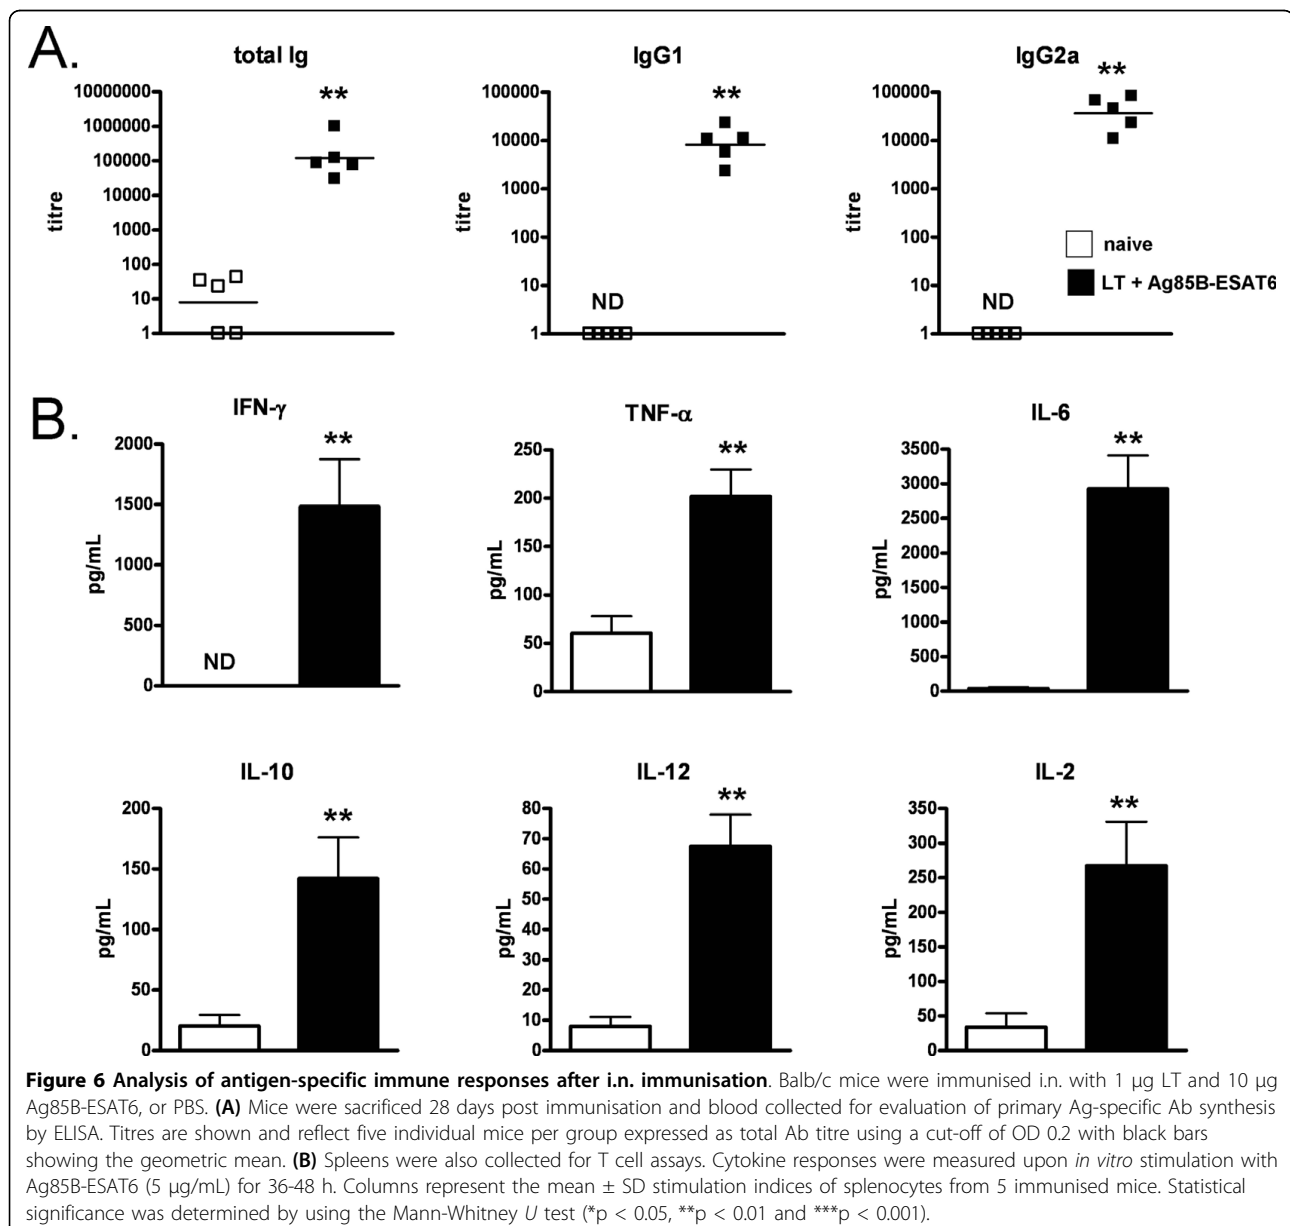 A.
total Ig
IgG1
IgG2a
**
**
**
10000000
1000000
100000
10000
1000
100
10
1
titre
100000
10000
1000
100
10
1
titre
ND
100000
10000
1000
100
10
1
titre
ND
naive
LT + Ag85B-ESAT6
B.
IFN-γ
TNF-α
IL-6
**
**
**
2000
1500
1000
500
0
pg/mL
ND
250
200
150
100
50
0
pg/mL
3500
3000
2500
2000
1500
1000
500
0
pg/mL
IL-10
IL-12
IL-2
**
**
**
200
150
100
50
0
pg/mL
80
70
60
50
40
30
20
10
0
pg/mL
350
300
250
200
150
100
50
0
pg/mL
Figure 6 Analysis of antigen-specific immune responses after i.n. immunisation. Balb/c mice were immunised i.n. with 1 μg LT and 10 μg
Ag85B-ESAT6, or PBS. (A) Mice were sacrificed 28 days post immunisation and blood collected for evaluation of primary Ag-specific Ab synthesis
by ELISA. Titres are shown and reflect five individual mice per group expressed as total Ab titre using a cut-off of OD 0.2 with black bars
showing the geometric mean. (B) Spleens were also collected for T cell assays. Cytokine responses were measured upon in vitro stimulation with
Ag85B-ESAT6 (5 μg/mL) for 36-48 h. Columns represent the mean ± SD stimulation indices of splenocytes from 5 immunised mice. Statistical
significance was determined by using the Mann-Whitney U test (*p < 0.05, **p < 0.01 and ***p < 0.001).